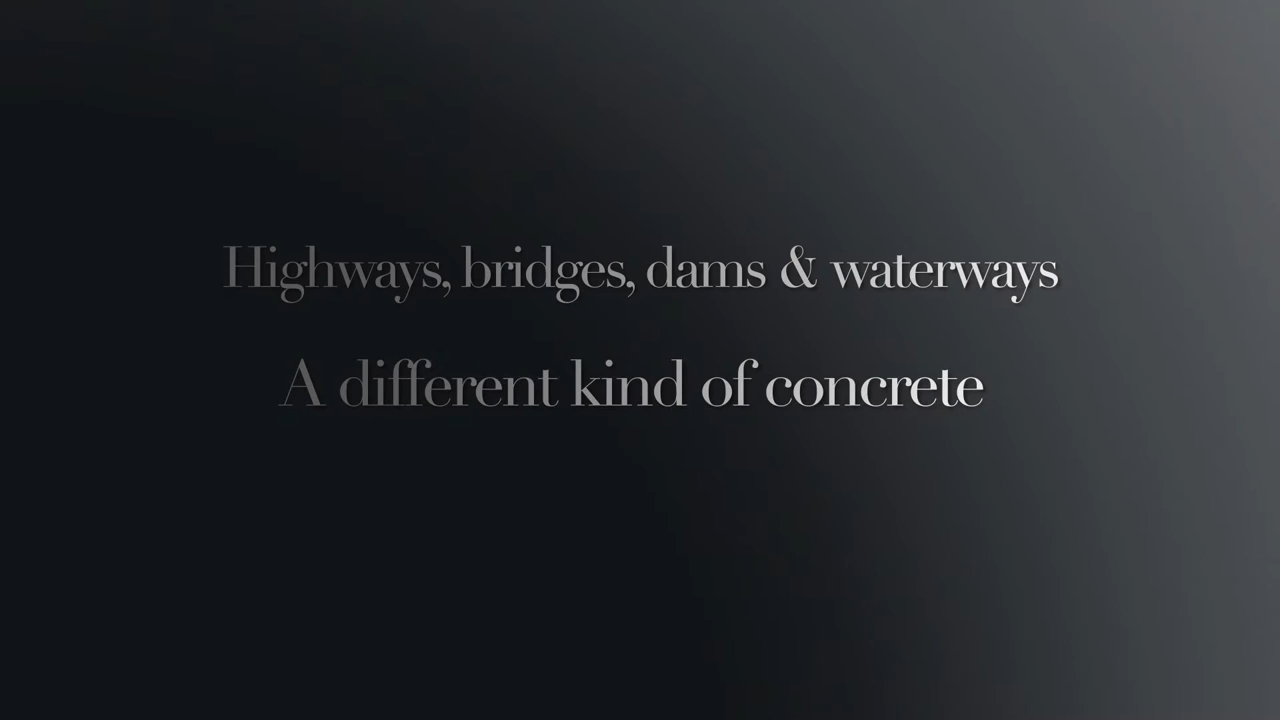 Highways, bridges, dams & waterways
A different kind of concrete